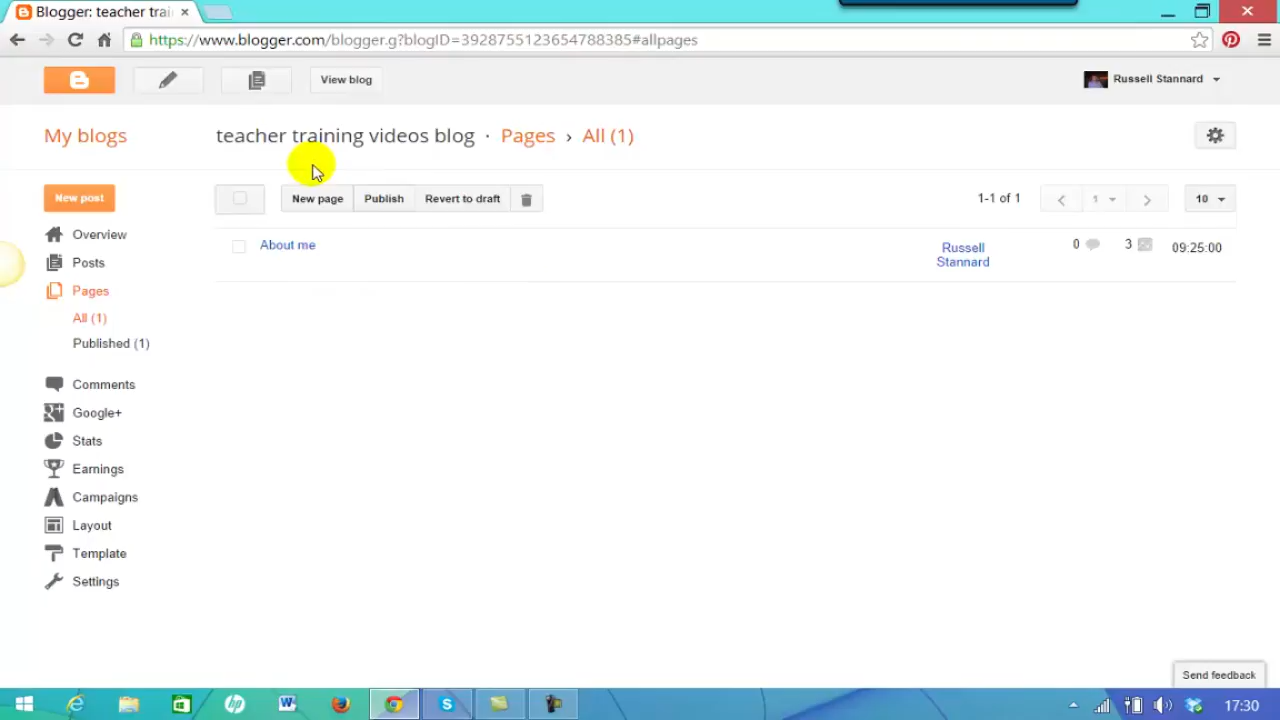 Blogger: teacher trai
https://www.blogger.com/blogger.g?blogID=3928755123654788385#allpages
View blog
Russell Stannard
My blogs
teacher training videos blog · Pages › All (1)
New post
New page Publish Revert to draft
1-1 of 1
1
10
Overview
About me
Russell
Stannard
0
3
09:25:00
Posts
Pages
All (1)
Published (1)
Comments
Google+
Stats
Earnings
Campaigns
Layout
Template
Settings
Send feedback
17:30